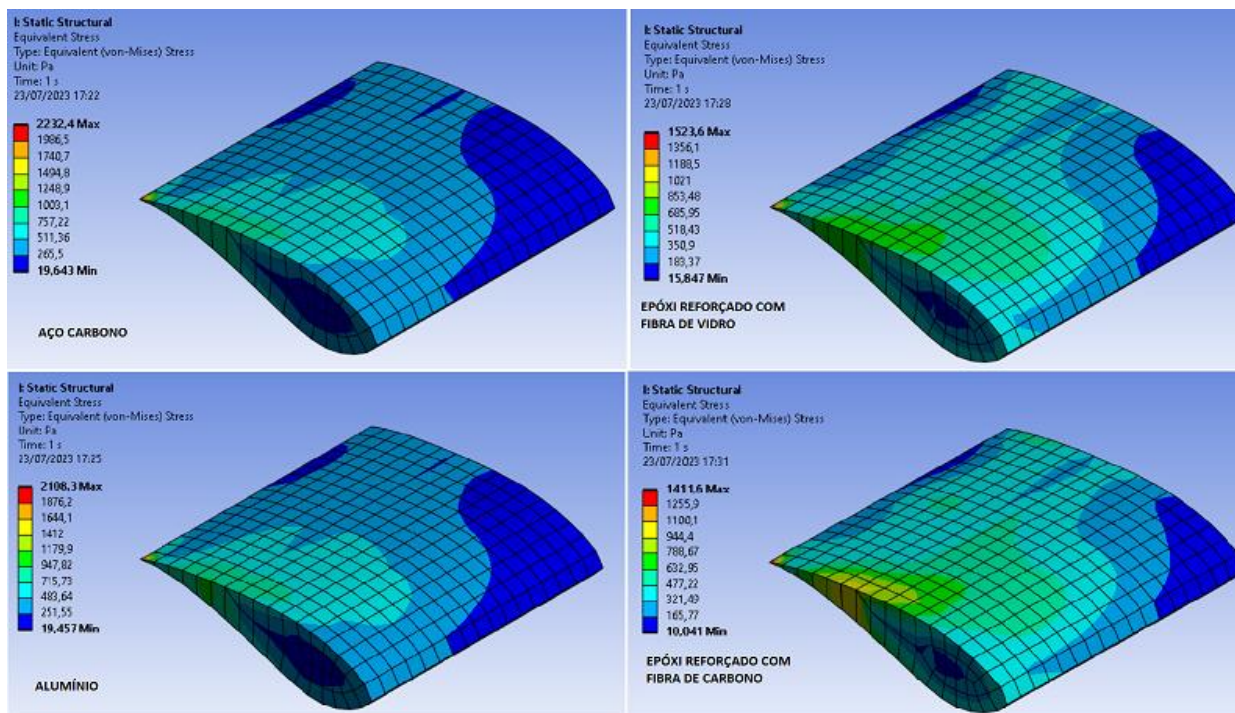 I: Static Structural
Equivalent Stress
Type: Equivalent (von-Mises) Stress
Unit: Pa
Time: 1 s
23/07/2023 17:22
2232,4 Max
1986,5
1740,7
1494,8
1248,9
1003,1
757,22
511,36
265,5
19,643 Min
AÇO CARBONO
I: Static Structural
Equivalent Stress
Type: Equivalent (von-Mises) Stress
Unit: Pa
Time: 1 s
23/07/2023 17:28
1523,6 Max
1356,1
1188,5
1021
853,48
685,95
518,43
350,9
183,37
15,847 Min
EPÓXI REFORÇADO COM
FIBRA DE VIDRO
I: Static Structural
Equivalent Stress
Type: Equivalent (von-Mises) Stress
Unit: Pa
Time: 1 s
23/07/2023 17:25
2108,3 Max
1876,2
1644,1
1412
1179,9
947,82
715,73
483,64
251,55
19,457 Min
ALUMÍNIO
I: Static Structural
Equivalent Stress
Type: Equivalent (von-Mises) Stress
Unit: Pa
Time: 1 s
23/07/2023 17:31
1411,6 Max
1255,9
1100,1
944,4
788,67
632,95
477,22
321,49
165,77
10,041 Min
EPÓXI REFORÇADO COM
FIBRA DE CARBONO